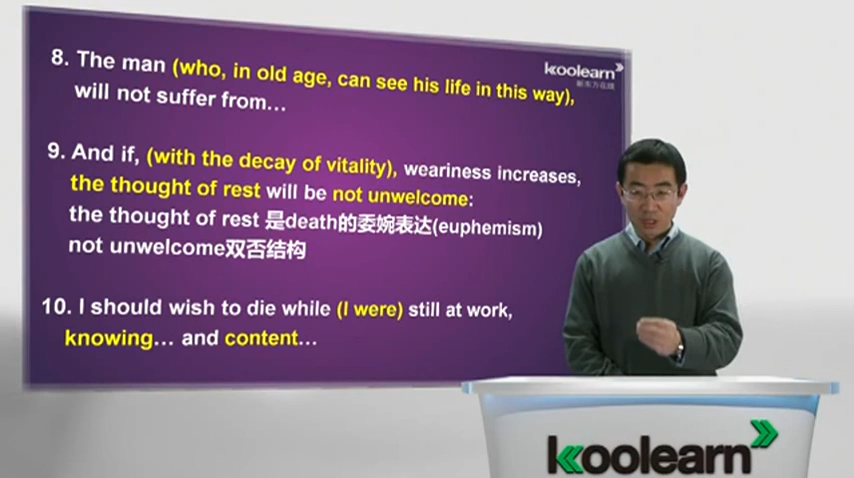 8. The man (who, in old age, can see his life in this way),
will not suffer from…
koolearn
新东方在线
9. And if, (with the decay of vitality), weariness increases,
the thought of rest will be not unwelcome:
the thought of rest 是death的委婉表达(euphemism)
not unwelcome双否结构
10. I should wish to die while (I were) still at work,
knowing… and content…
koolearn